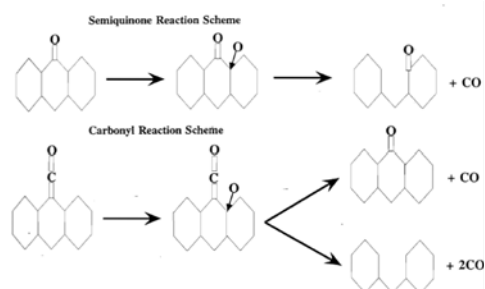 Semiquinone Reaction Scheme
O
O
O
O
+ CO
Carbonyl Reaction Scheme
O
C
O
C
O
O
+ CO
+ 2CO